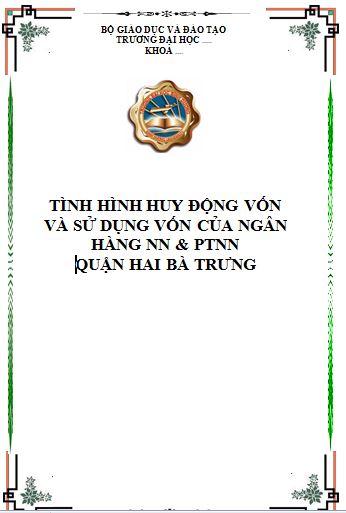 BỘ GIÁO DỤC VÀ ĐÀO TẠO
TRƯỜNG ĐẠI HỌC .....
KHOA ....
TÌNH HÌNH HUY ĐỘNG VỐN
VÀ SỬ DỤNG VỐN CỦA NGÂN
HÀNG NN & PTNN
QUẬN HAI BÀ TRƯNG